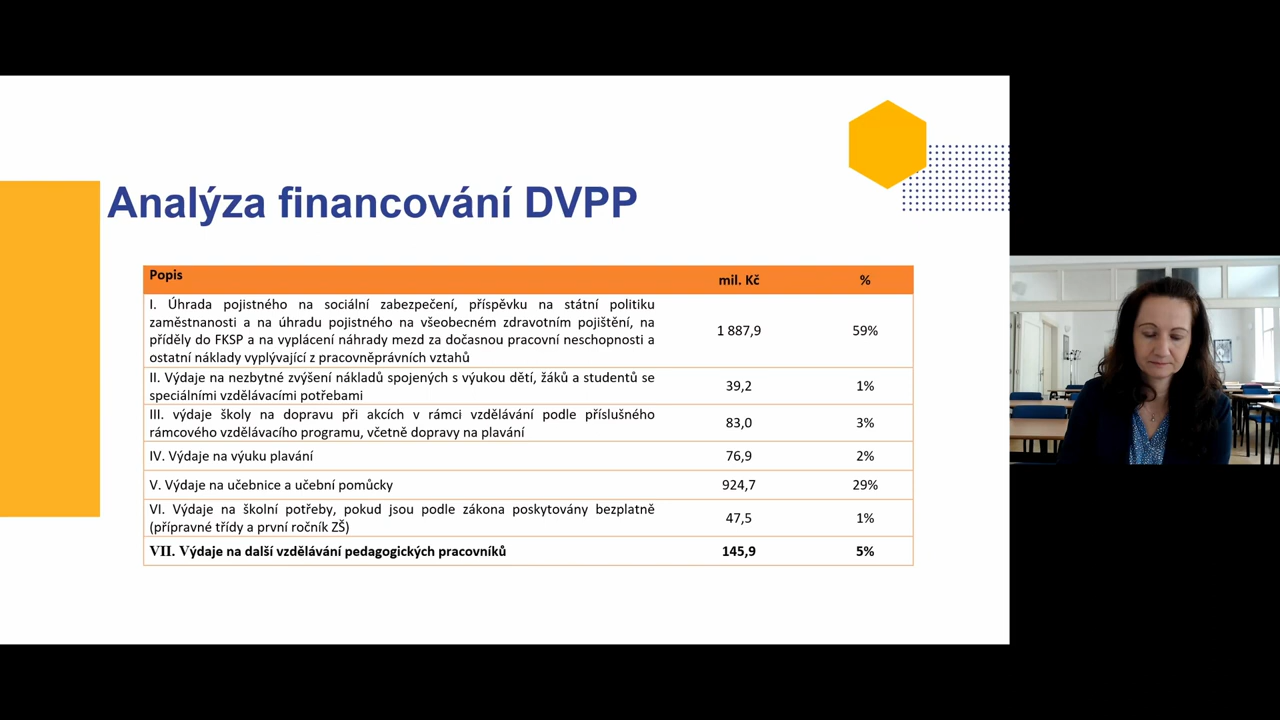 Analýza financování DVPP
Popis mil. Kč %
I. Úhrada pojistného na sociální zabezpečení, příspěvku na státní politiku
zaměstnanosti a na úhradu pojistného na všeobecném zdravotním pojištění, na
příděly do FKSP a na vyplácení náhrady mezd za dočasnou pracovní neschopnosti a
ostatní náklady vyplývající z pracovněprávních vztahů
1 887,9 59%
II. Výdaje na nezbytné zvýšení nákladů spojených s výukou dětí, žáků a studentů se
speciálními vzdělávacími potřebami
39,2 1%
III. výdaje školy na dopravu při akcích v rámci vzdělávání podle příslušného
rámcového vzdělávacího programu, včetně dopravy na plavání
83,0 3%
IV. Výdaje na výuku plavání 76,9 2%
V. Výdaje na učebnice a učební pomůcky 924,7 29%
VI. Výdaje na školní potřeby, pokud jsou podle zákona poskytovány bezplatně
(přípravné třídy a první ročník ZŠ)
47,5 1%
VII. Výdaje na další vzdělávání pedagogických pracovníků 145,9 5%